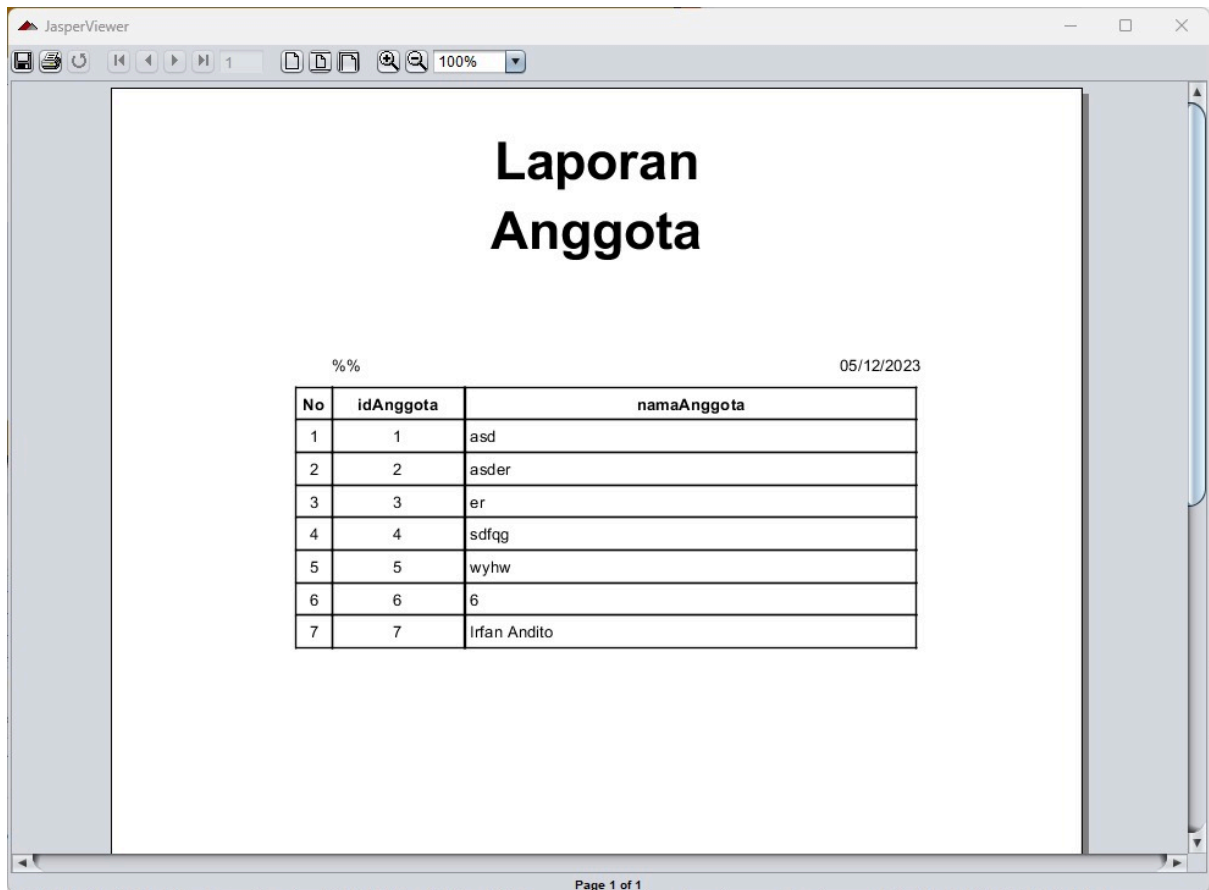 JasperViewer
1
100%
Laporan
Anggota
%% 05/12/2023
No idAnggota namaAnggota
1 1 asd
2 2 asder
3 3 er
4 4 sdfqg
5 5 wyhw
6 6 6
7 7 Irfan Andito
Page 1 of 1